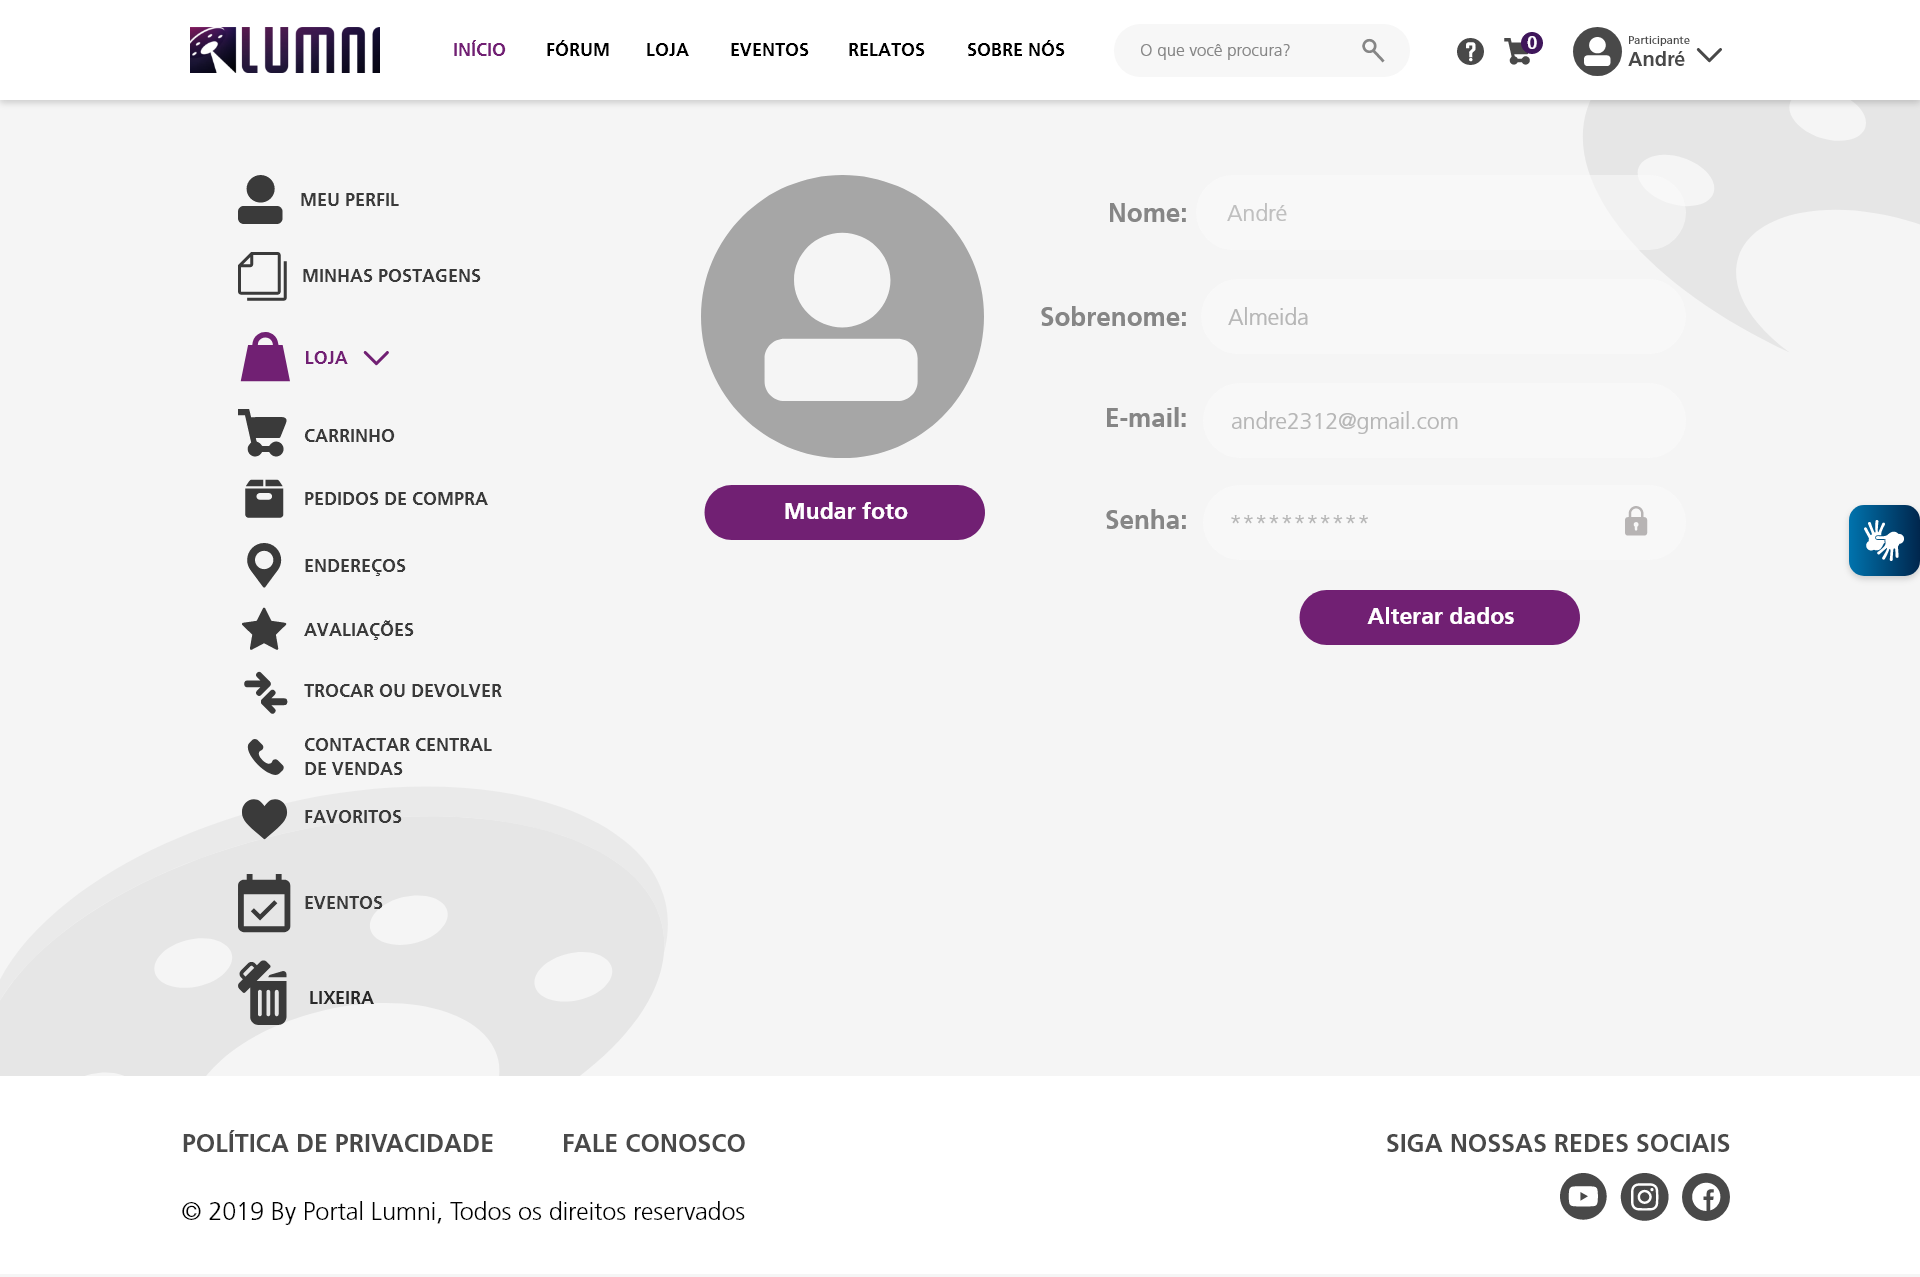 LUMNI
INÍCIO
FÓRUM
LOJA
EVENTOS
RELATOS
SOBRE NÓS
O que você procura?
?
0
Participante
André
MEU PERFIL
MINHAS POSTAGENS
LOJA
CARRINHO
PEDIDOS DE COMPRA
ENDEREÇOS
AVALIAÇÕES
TROCAR OU DEVOLVER
CONTACTAR CENTRAL
DE VENDAS
FAVORITOS
EVENTOS
LIXEIRA
Mudar foto
Nome:
André
Sobrenome:
Almeida
E-mail:
andre2312@gmail.com
Senha:
***********
Alterar dados
POLÍTICA DE PRIVACIDADE
FALE CONOSCO
SIGA NOSSAS REDES SOCIAIS
© 2019 By Portal Lumni, Todos os direitos reservados